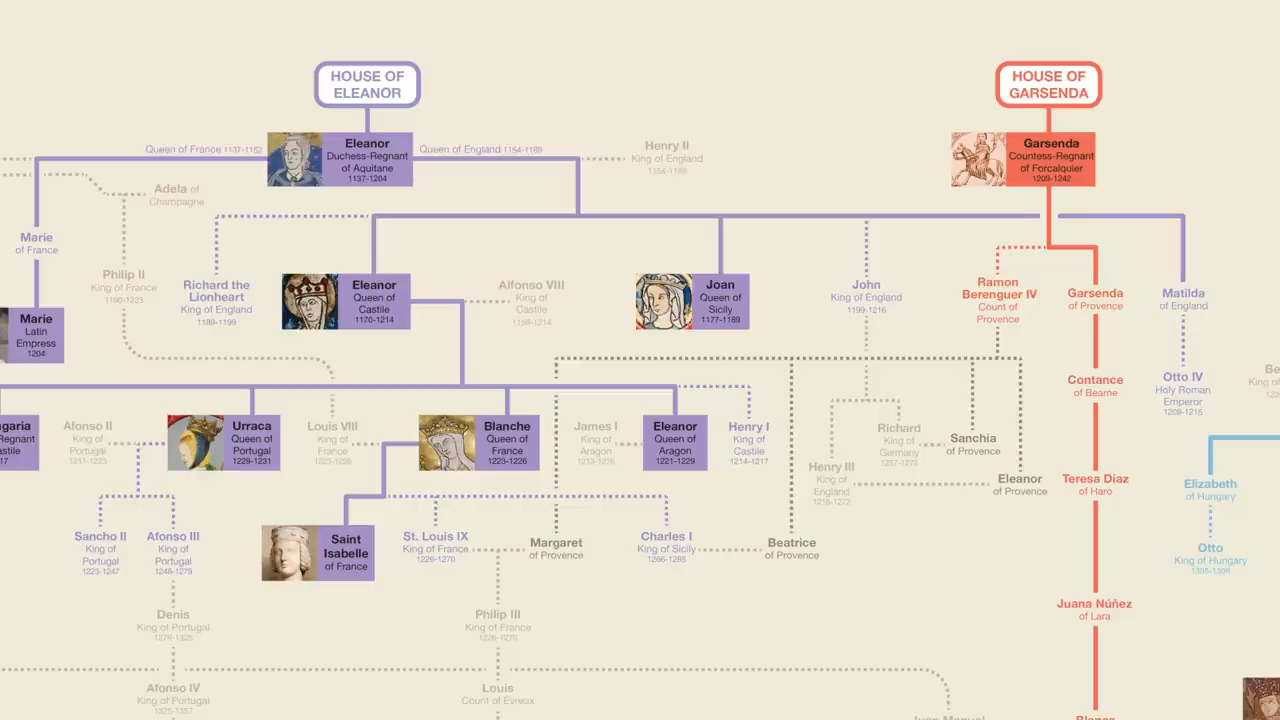 HOUSE OF
ELEANOR
HOUSE OF
GARSENDA
Queen of France 1137-1152
Eleanor
Duchess-Regnant
of Aquitane
1137-1204
Queen of England 1154-1189
Henry II
King of England
1154-1189
Garsenda
Countess-Regnant
of Forcalquier
1209-1242
Adela of
Champagne
Marie
of France
Philip II
King of France
1180-1223
Richard the
Lionheart
King of England
1189-1199
Eleanor
Queen of
Castile
1170-1214
Alfonso VIII
King of
Castile
1158-1214
Joan
Queen of
Sicily
1177-1189
John
King of England
1199-1216
Ramon
Berenguer IV
Count of
Provence
Garsenda
of Provence
Matilda
of England
Marie
Latin
Empress
1204
Contance
of Bearne
Otto IV
Holy Roman
Emperor
1209-1215
Afonso II
King of
Portugal
1211-1223
Urraca
Queen of
Portugal
1229-1231
Louis VIII
King of
France
1223-1226
Blanche
Queen of
France
1223-1226
James I
King of
Aragon
1213-1276
Eleanor
Queen of
Aragon
1221-1229
Henry I
King of
Castile
1214-1217
Richard
King of
Germany
1257-1272
Sanchia
of Provence
Henry III
King of
England
1216-1272
Eleanor
of Provence
Teresa Díaz
of Haro
Elizabeth
of Hungary
Sancho II
King of
Portugal
1223-1247
Afonso III
King of
Portugal
1248-1279
Saint
Isabelle
of France
St. Louis IX
King of France
1226-1270
Margaret
of Provence
Charles I
King of Sicily
1266-1285
Beatrice
of Provence
Otto
King of Hungary
1305-1308
Juana Núñez
of Lara
Denis
King of Portugal
1279-1325
Philip III
King of France
Afonso IV
King of Portugal
1325-1357
Louis
Count of Evreux
Juan Manuel
Blanca